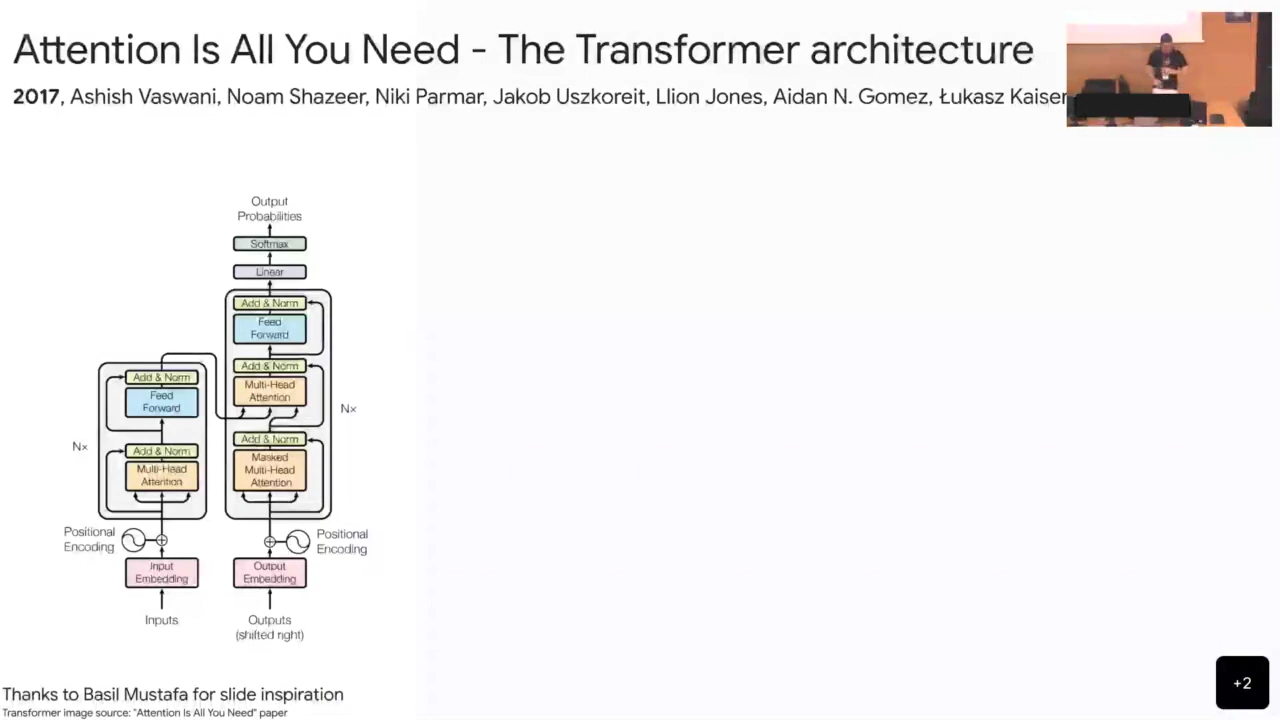 Attention Is All You Need - The Transformer architecture
2017, Ashish Vaswani, Noam Shazeer, Niki Parmar, Jakob Uszkoreit, Llion Jones, Aidan N. Gomez, Łukasz Kaiser
Output
Probabilities
Softmax
Linear
Add & Norm
Feed
Forward
Add & Norm
Multi-Head
Attention
Nx
Add & Norm
Masked
Multi-Head
Attention
Positional
Encoding
Output
Embedding
Outputs
(shifted right)
Add & Norm
Feed
Forward
Nx
Add & Norm
Multi-Head
Attention
Positional
Encoding
Input
Embedding
Inputs
Thanks to Basil Mustafa for slide inspiration
Transformer image source: "Attention Is All You Need" paper
+2